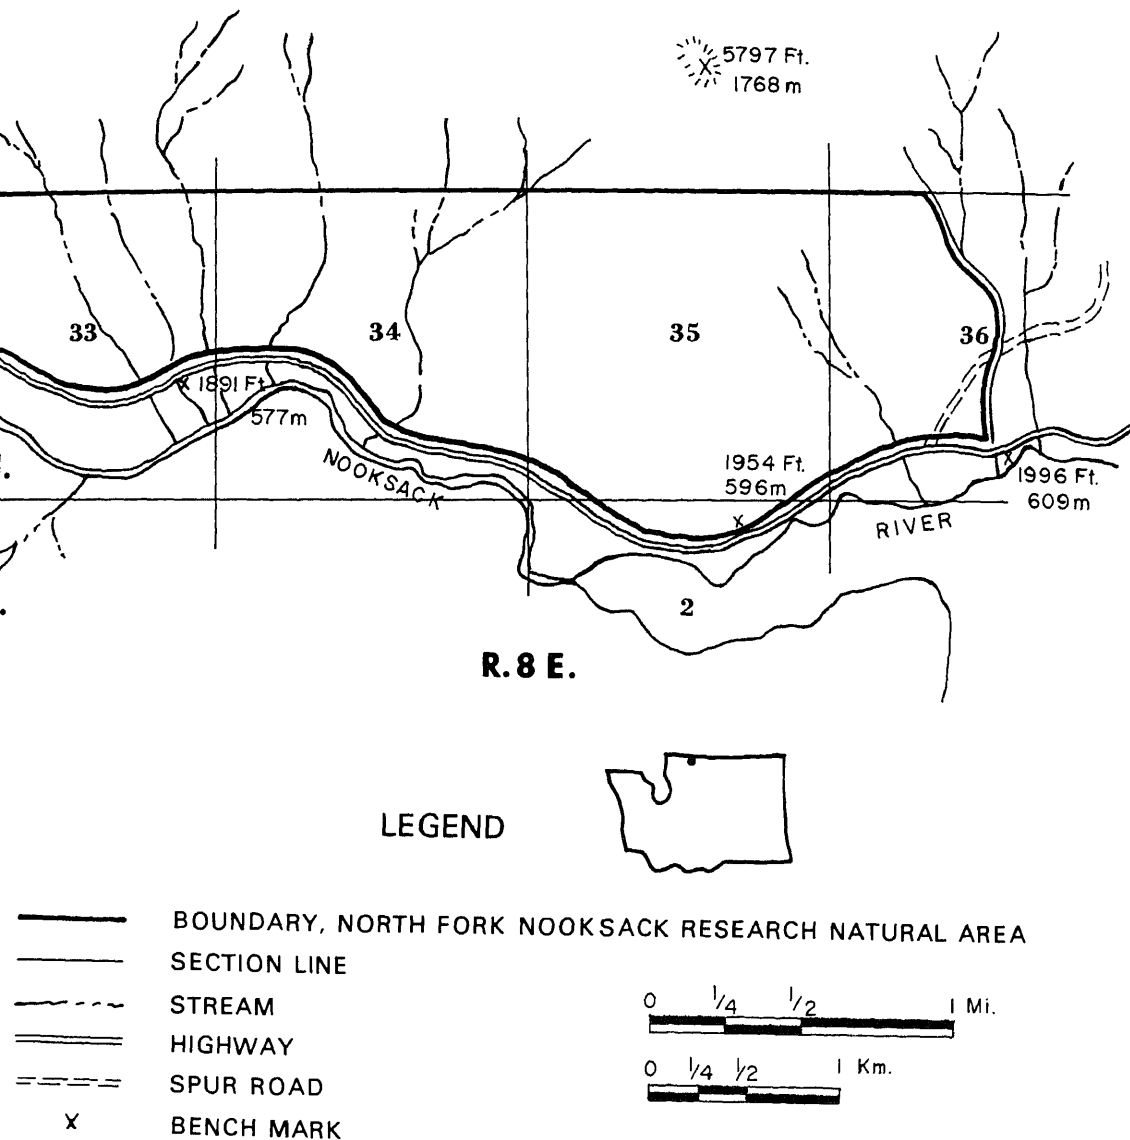 5797 Ft.
1768 m
33
34
35
36
1891 Ft.
577m
NOOKSACK
1954 Ft.
596m
1996 Ft.
609m
RIVER
2
R. 8 E.
LEGEND
BOUNDARY, NORTH FORK NOOKSACK RESEARCH NATURAL AREA
SECTION LINE
STREAM
HIGHWAY
SPUR ROAD
X BENCH MARK
0 1/4 1/2 1 Mi.
0 1/4 1/2 1 Km.